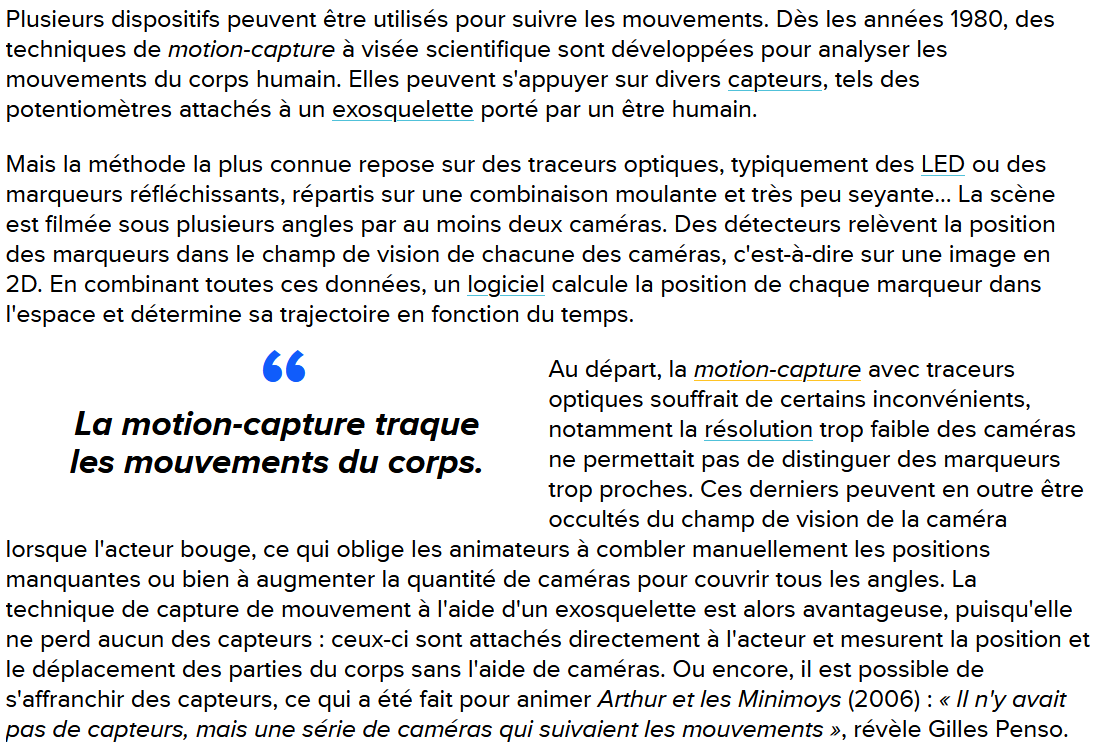 Plusieurs dispositifs peuvent être utilisés pour suivre les mouvements. Dès les années 1980, des
techniques de motion-capture à visée scientifique sont développées pour analyser les
mouvements du corps humain. Elles peuvent s'appuyer sur divers capteurs, tels des
potentiomètres attachés à un exosquelette porté par un être humain.
Mais la méthode la plus connue repose sur des traceurs optiques, typiquement des LED ou des
marqueurs réfléchissants, répartis sur une combinaison moulante et très peu seyante... La scène
est filmée sous plusieurs angles par au moins deux caméras. Des détecteurs relèvent la position
des marqueurs dans le champ de vision de chacune des caméras, c'est-à-dire sur une image en
2D. En combinant toutes ces données, un logiciel calcule la position de chaque marqueur dans
l'espace et détermine sa trajectoire en fonction du temps.
“
La motion-capture traque
les mouvements du corps.
Au départ, la motion-capture avec traceurs
optiques souffrait de certains inconvénients,
notamment la résolution trop faible des caméras
ne permettait pas de distinguer des marqueurs
trop proches. Ces derniers peuvent en outre être
occultés du champ de vision de la caméra
lorsque l'acteur bouge, ce qui oblige les animateurs à combler manuellement les positions
manquantes ou bien à augmenter la quantité de caméras pour couvrir tous les angles. La
technique de capture de mouvement à l'aide d'un exosquelette est alors avantageuse, puisqu'elle
ne perd aucun des capteurs : ceux-ci sont attachés directement à l'acteur et mesurent la position et
le déplacement des parties du corps sans l'aide de caméras. Ou encore, il est possible de
s'affranchir des capteurs, ce qui a été fait pour animer Arthur et les Minimoys (2006) : « Il n'y avait
pas de capteurs, mais une série de caméras qui suivaient les mouvements », révèle Gilles Penso.